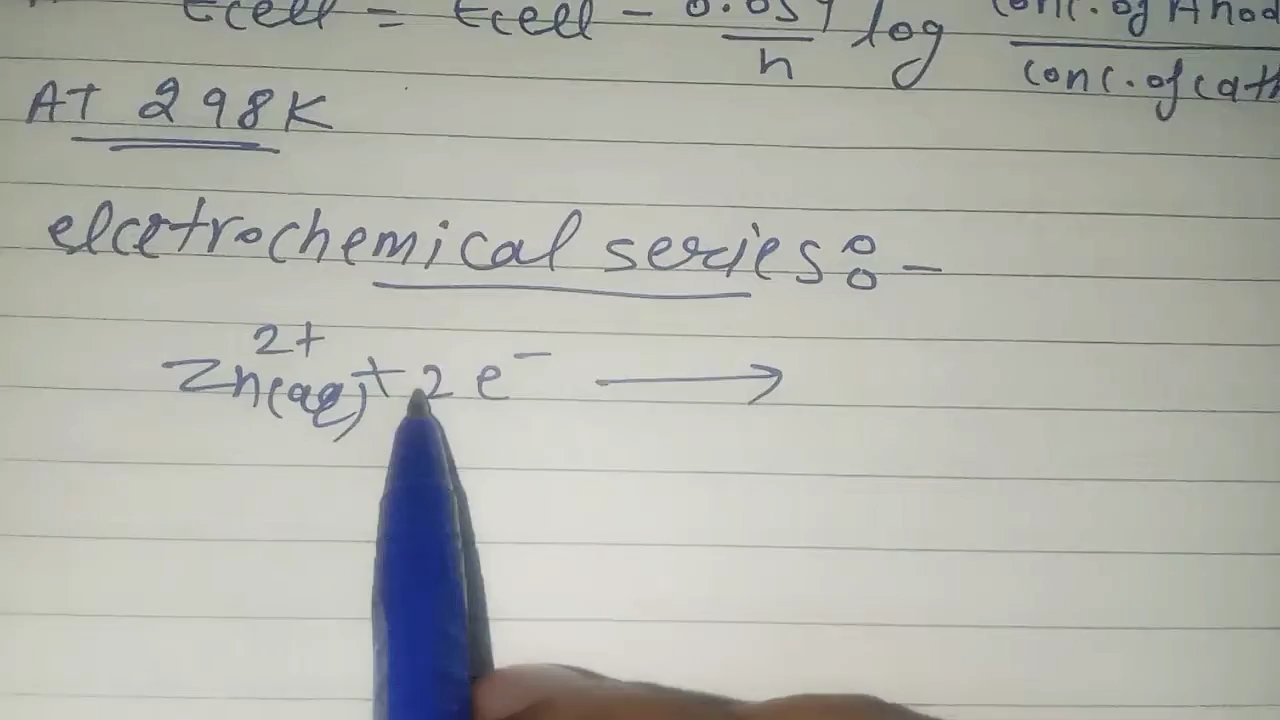 Ecell = Ecell - 0.059/n log conc. of Anod / conc. of cath
AT 298K
elcetrochemical series :-
Zn²⁺(aq) + 2e⁻ →